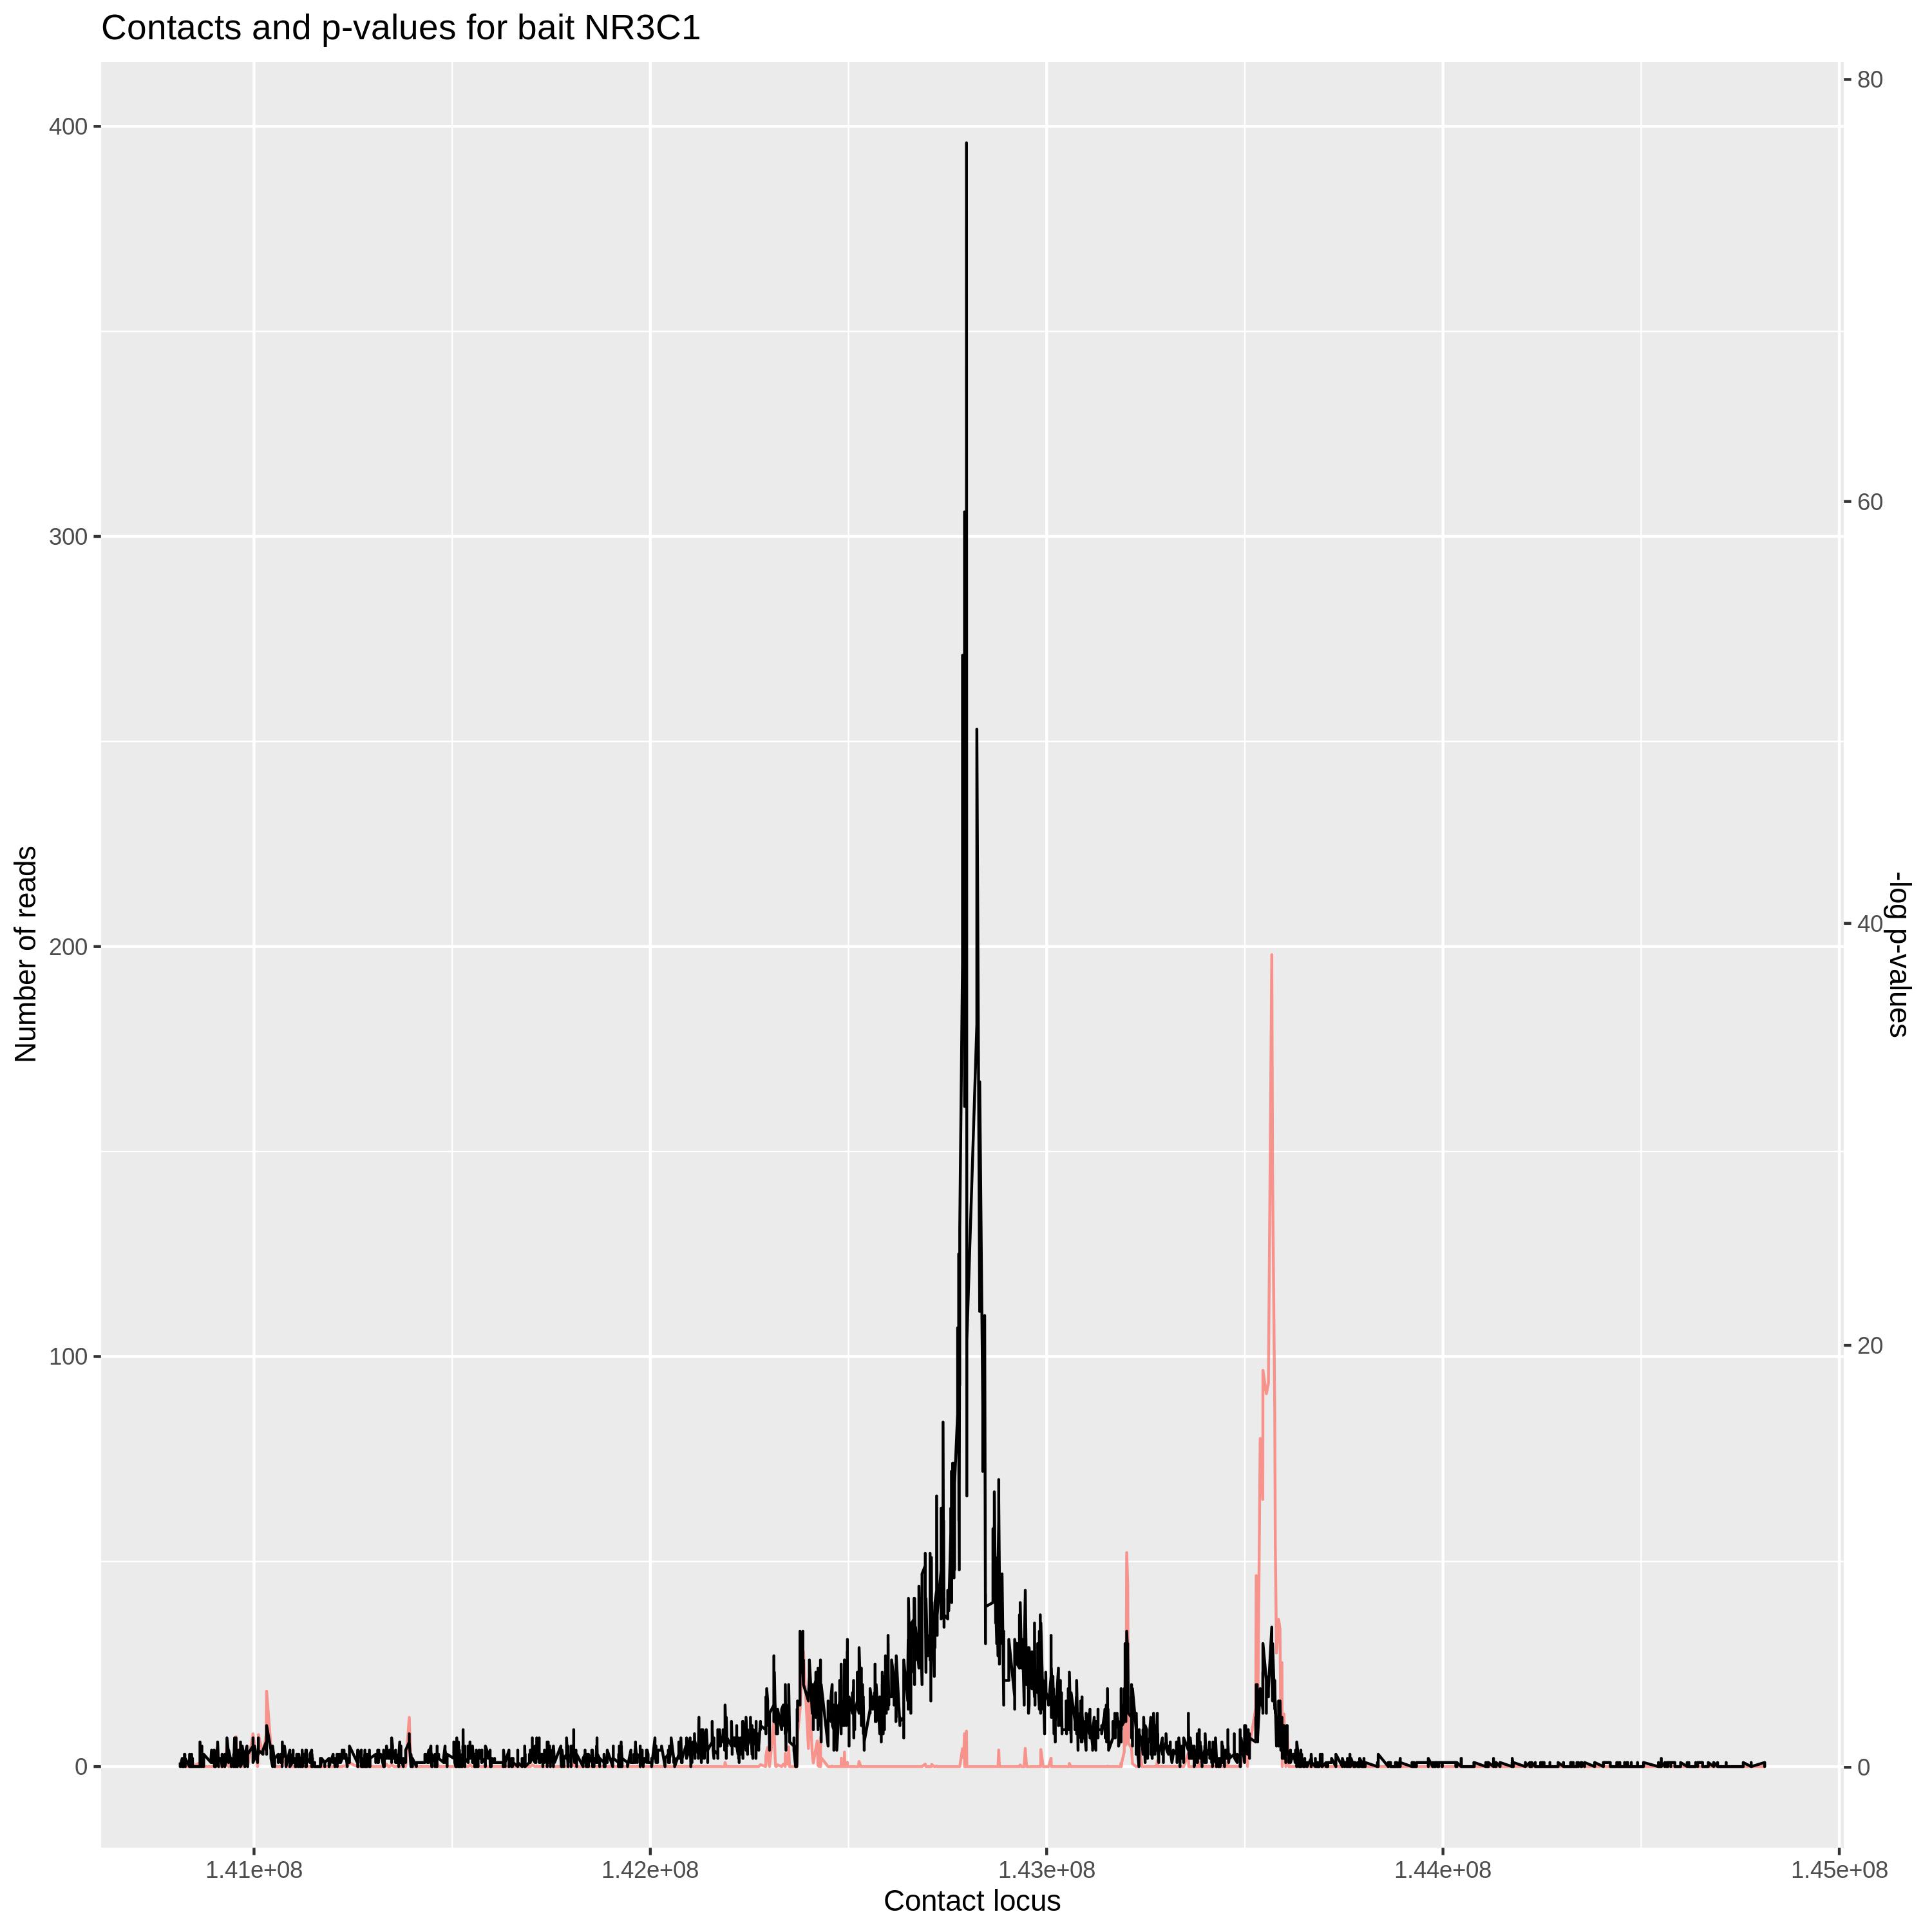 Contacts and p-values for bait NR3C1
400
300
200
100
0
Number of reads
80
60
40
20
0
-log p-values
1.41e+08
1.42e+08
1.43e+08
1.44e+08
1.45e+08
Contact locus